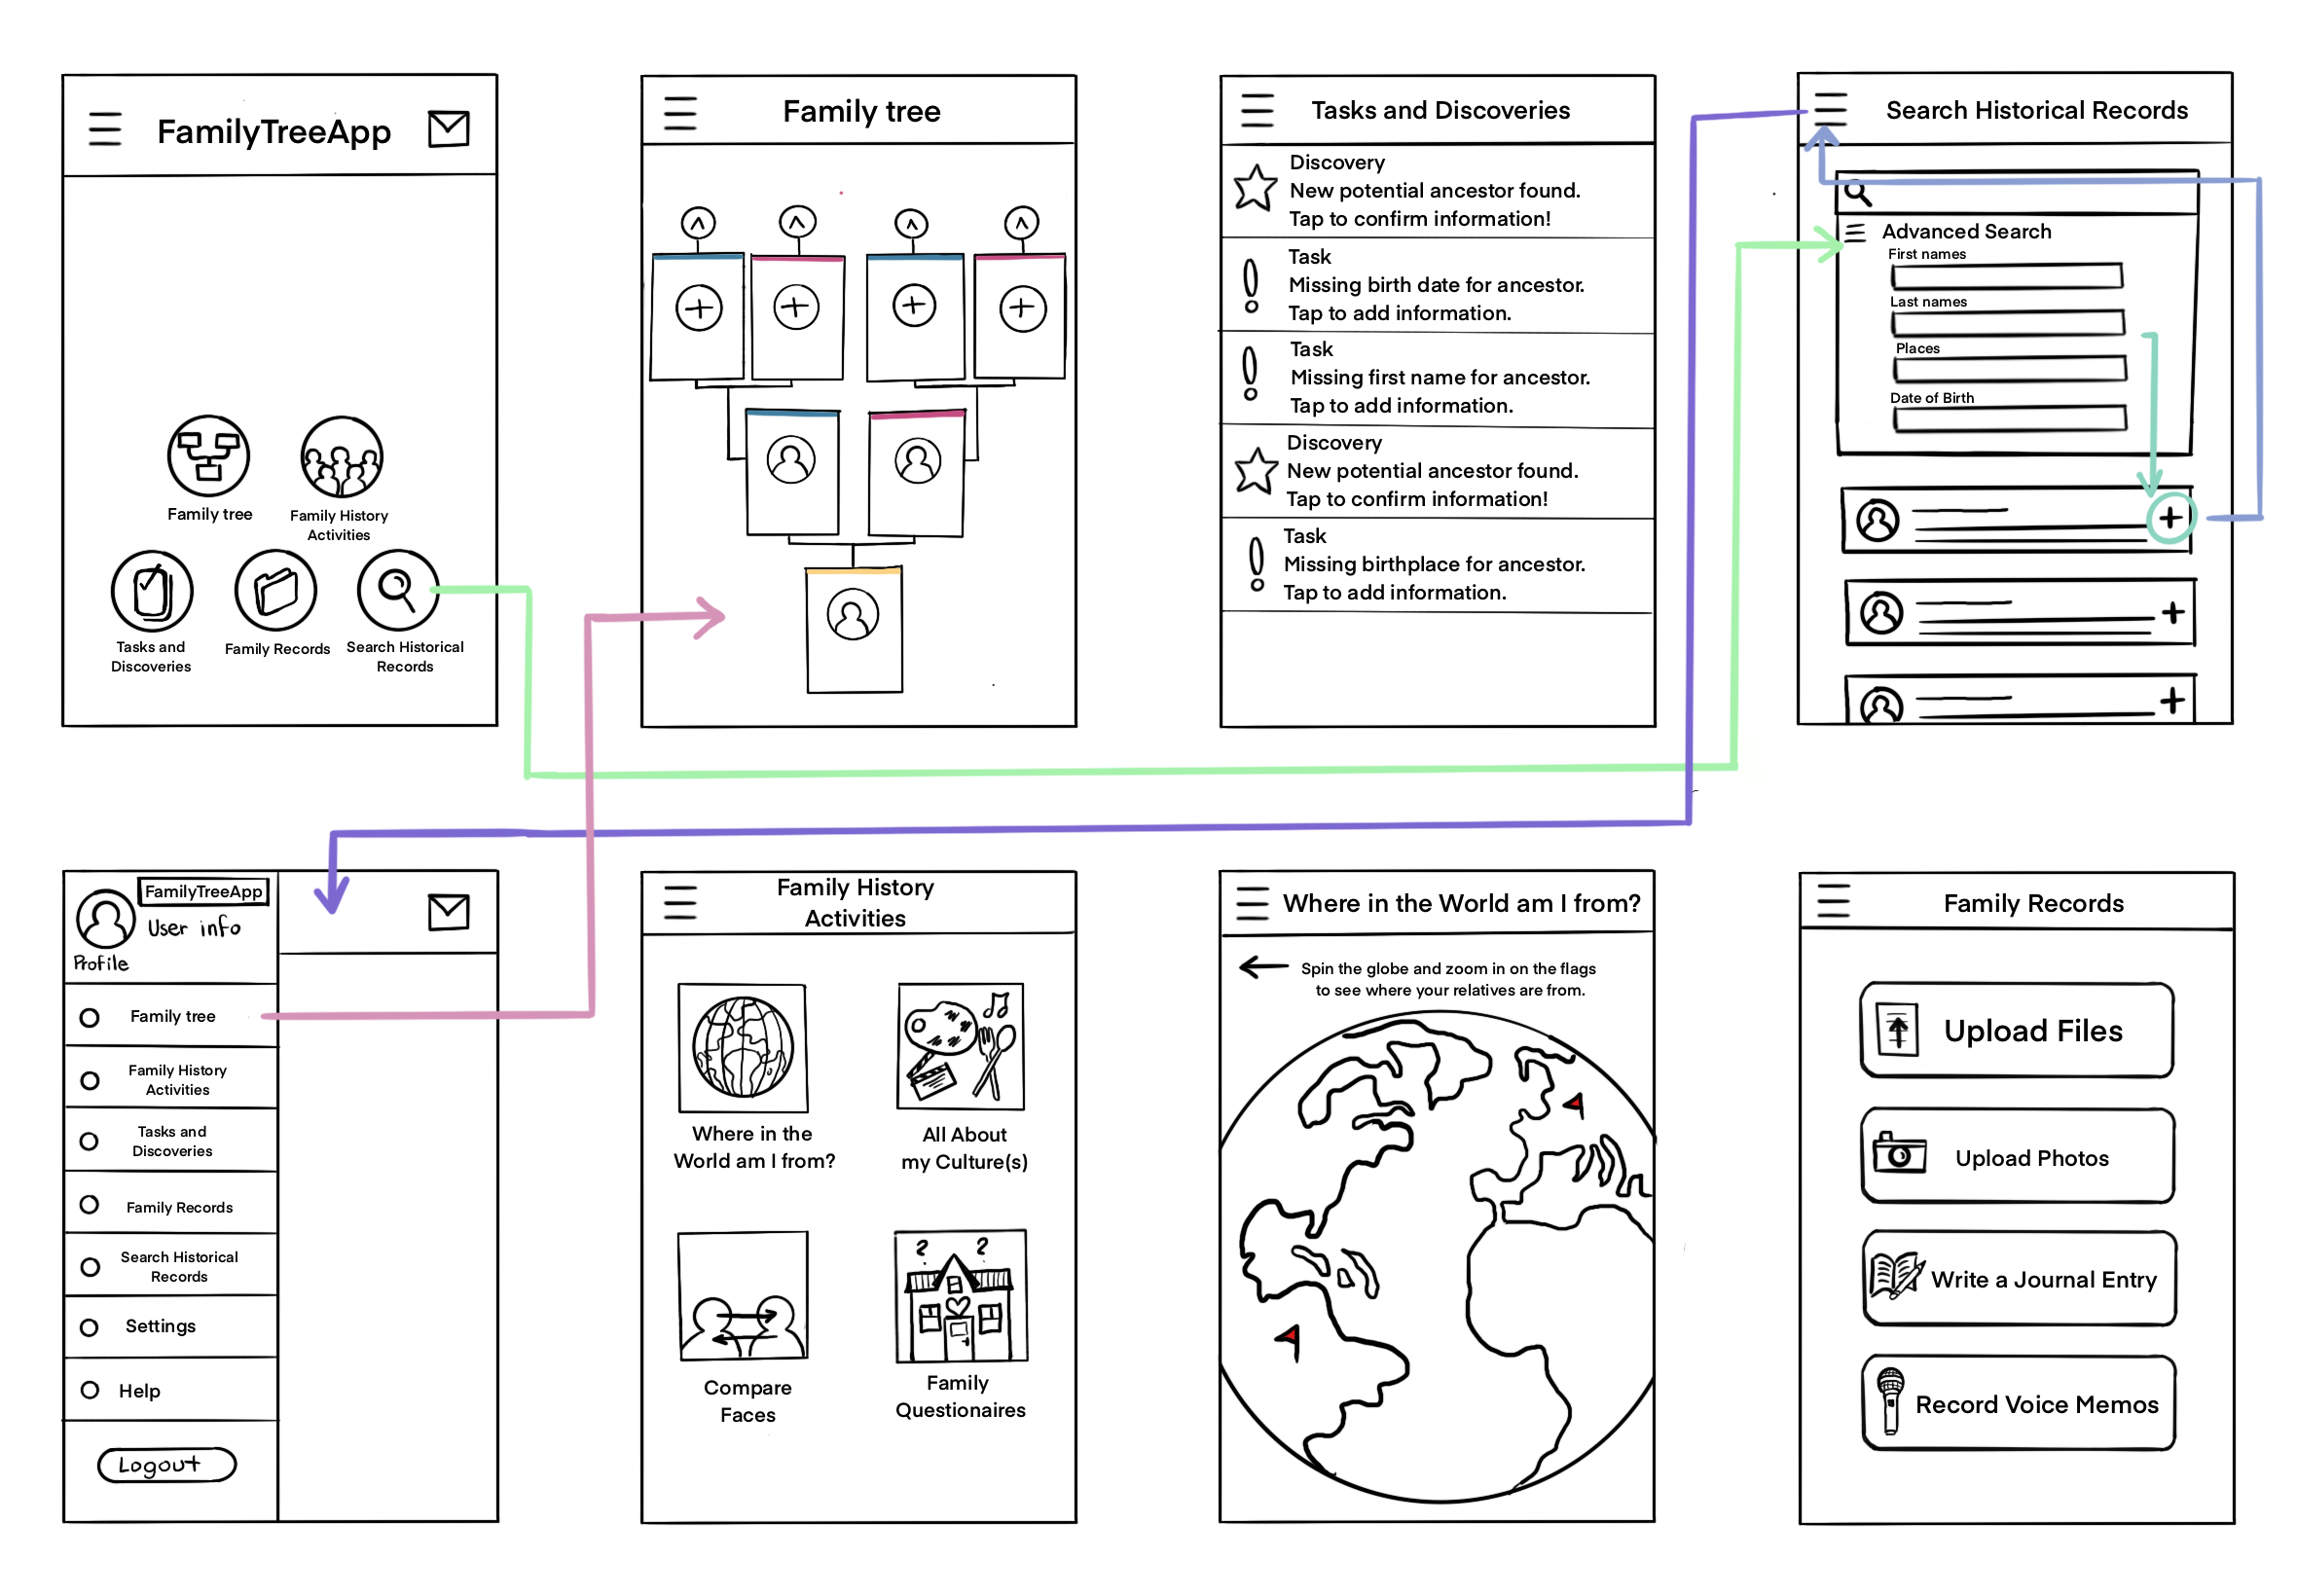 FamilyTreeApp
Family tree
Family History
Activities
Tasks and
Discoveries
Family Records
Search Historical
Records
Family tree
Tasks and Discoveries
Discovery
New potential ancestor found.
Tap to confirm information!
Task
Missing birth date for ancestor.
Tap to add information.
Task
Missing first name for ancestor.
Tap to add information.
Discovery
New potential ancestor found.
Tap to confirm information!
Task
Missing birthplace for ancestor.
Tap to add information.
Search Historical Records
Advanced Search
First names
Last names
Places
Date of Birth
FamilyTreeApp
User info
Profile
Family tree
Family History
Activities
Tasks and
Discoveries
Family Records
Search Historical
Records
Settings
Help
Logout
Family History
Activities
Where in the
World am I from?
All About
my Culture(s)
Compare
Faces
? ?
Family
Questionaires
Where in the World am I from?
Spin the globe and zoom in on the flags
to see where your relatives are from.
Family Records
Upload Files
Upload Photos
Write a Journal Entry
Record Voice Memos